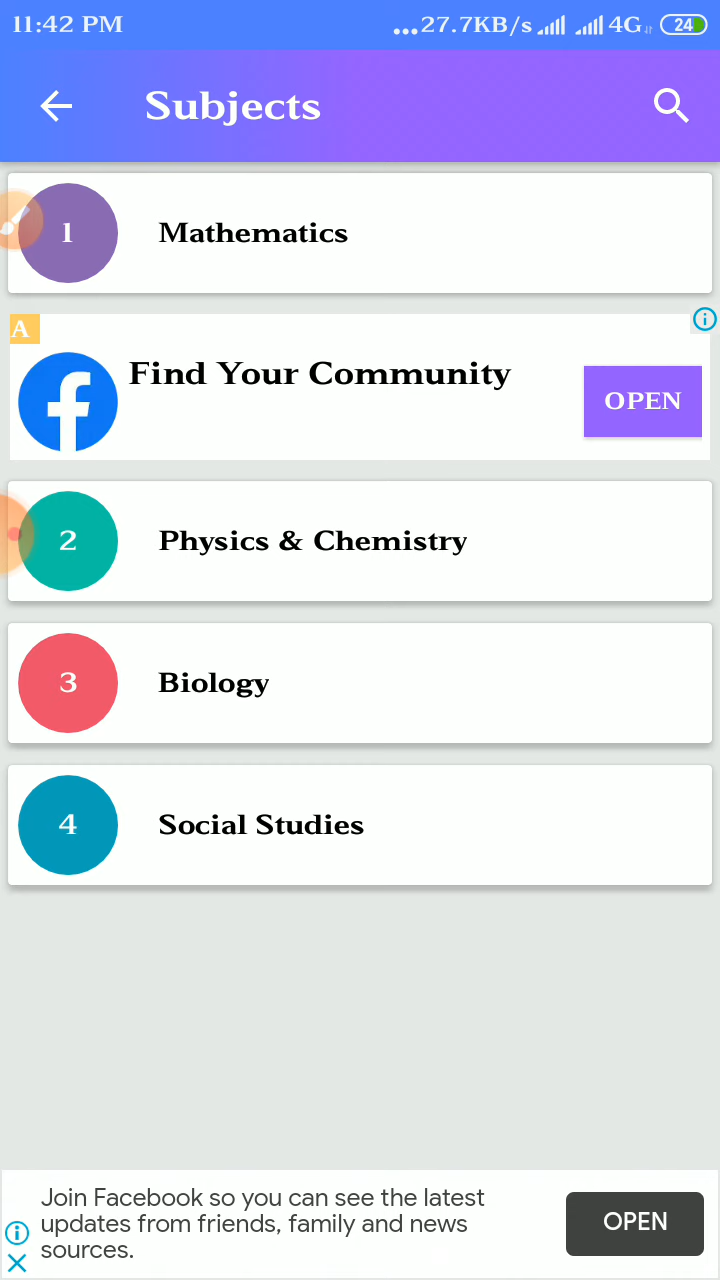 11:42 PM ...27.7KB/s 4G 24
Subjects
1 Mathematics
A
Find Your Community
OPEN
2 Physics & Chemistry
3 Biology
4 Social Studies
Join Facebook so you can see the latest
updates from friends, family and news
sources.
OPEN